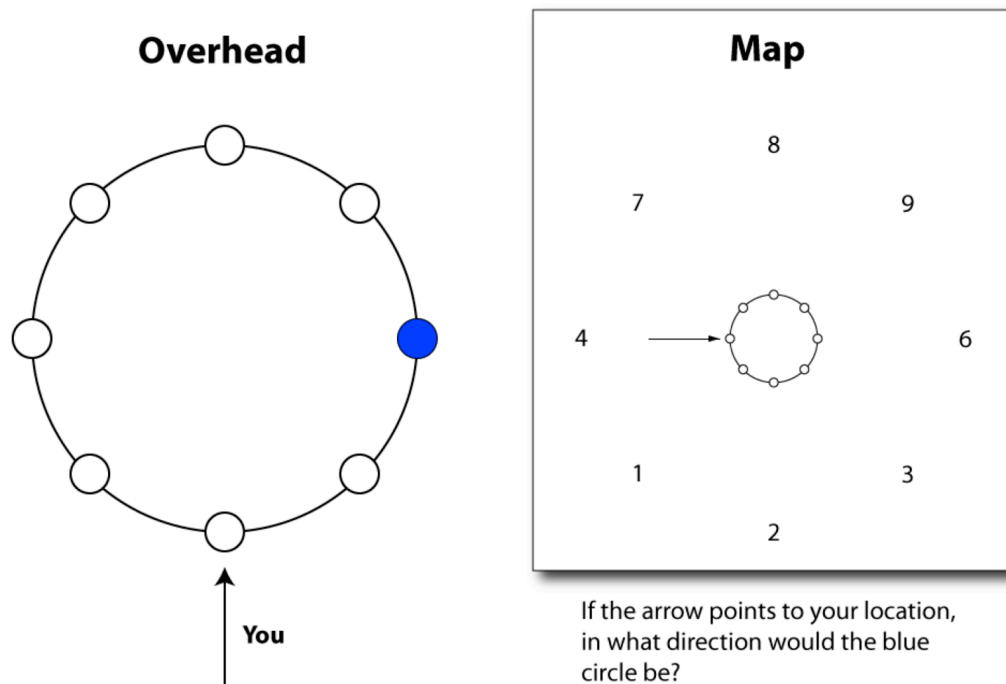 Overhead
You
Map
8
7
9
4
6
1
3
2
If the arrow points to your location,
in what direction would the blue
circle be?